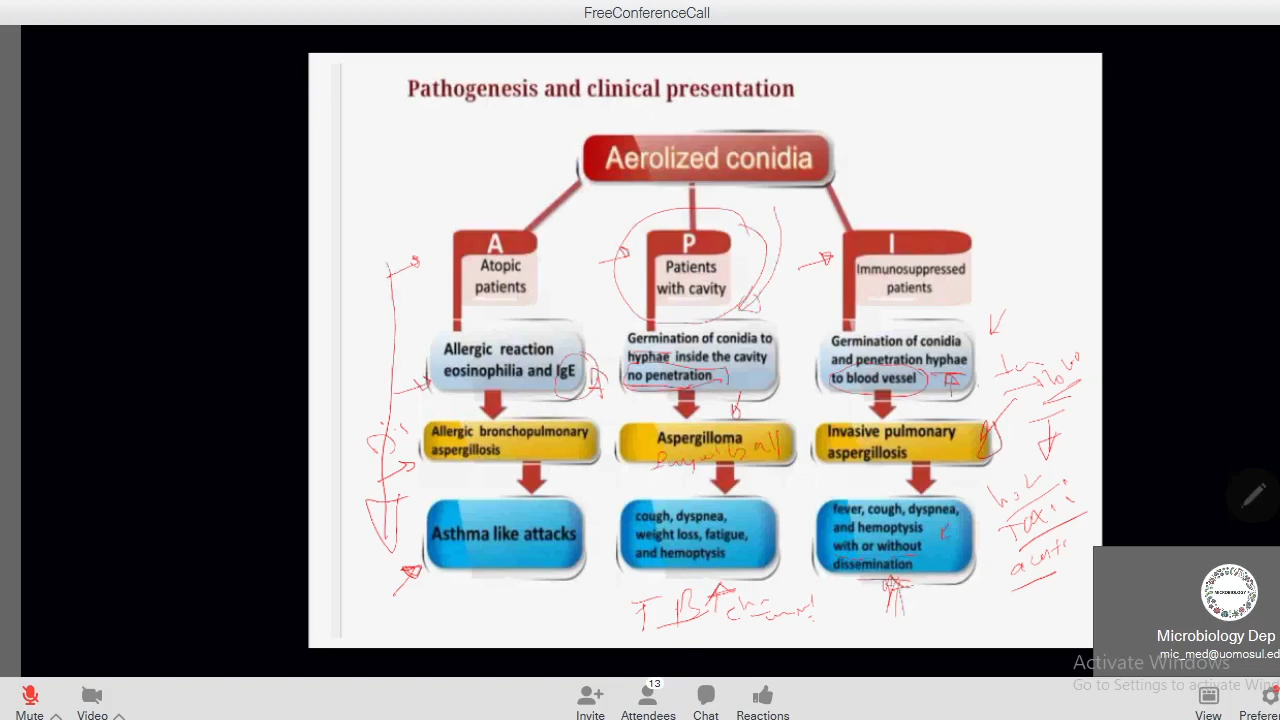 FreeConferenceCall
Pathogenesis and clinical presentation
Aerolized conidia
A
Atopic
patients
P
Patients
with cavity
I
Immunosuppressed
patients
Allergic reaction
eosinophilia and IgE
Germination of conidia to
hyphae inside the cavity
no penetration
Germination of conidia
and penetration hyphae
to blood vessel
Allergic bronchopulmonary
aspergillosis
Aspergilloma
Invasive pulmonary
aspergillosis
Asthma like attacks
cough, dyspnea,
weight loss, fatigue,
and hemoptysis
fever, cough, dyspnea,
and hemoptysis
with or without
dissemination
TB
MICROBIOLOGY
Microbiology Dep
mic_med@uomosul.ed
Activate Windows
Go to Settings to activate Win
13
Mute
Video
Invite
Attendees
Chat
Reactions
View
Prefere